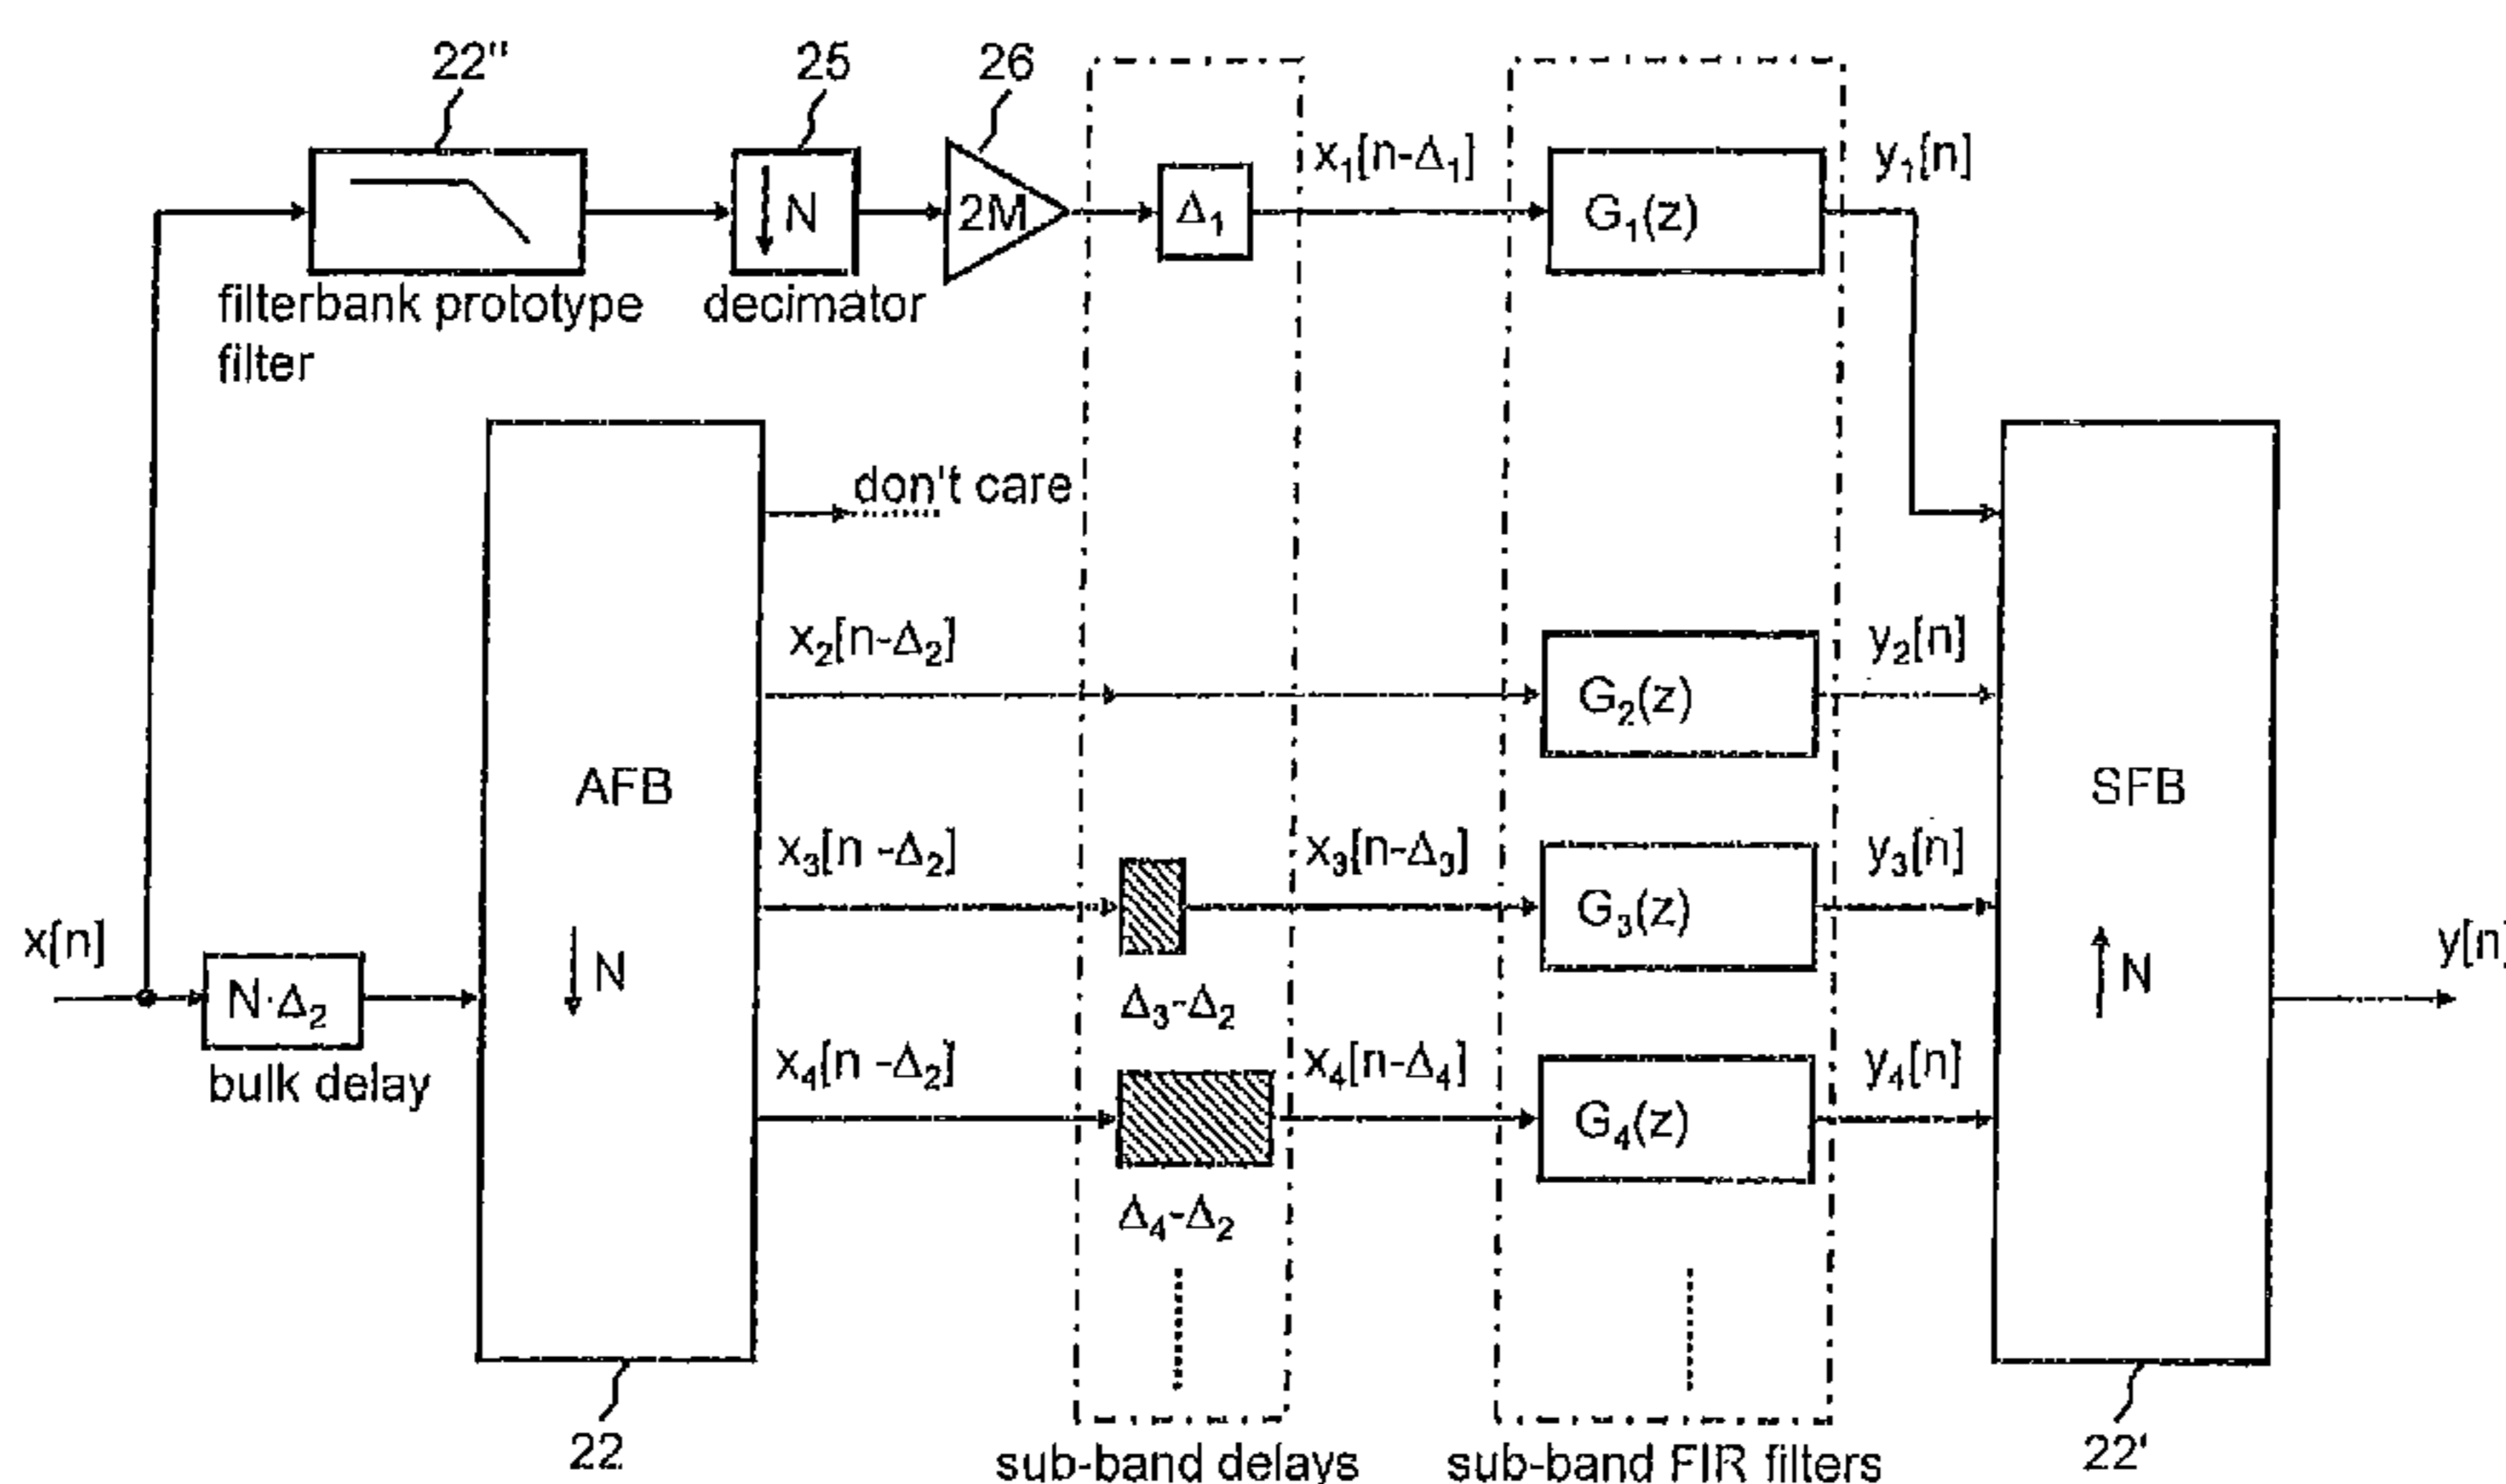 22"
25
26
N
2M
Δ₁
x₁[n-Δ₁]
G₁(z)
y₁[n]
filterbank prototype
filter
decimator
don't care
x₂[n-Δ₂]
G₂(z)
y₂[n]
AFB
SFB
x₃[n -Δ₂]
x₃[n-Δ₃]
G₃(z)
y₃[n]
x[n]
N·Δ₂
N
Δ₃-Δ₂
N
y[n]
bulk delay
x₄[n -Δ₂]
x₄[n-Δ₄]
G₄(z)
y₄[n]
Δ₄-Δ₂
22
sub-band delays
sub-band FIR filters
22'